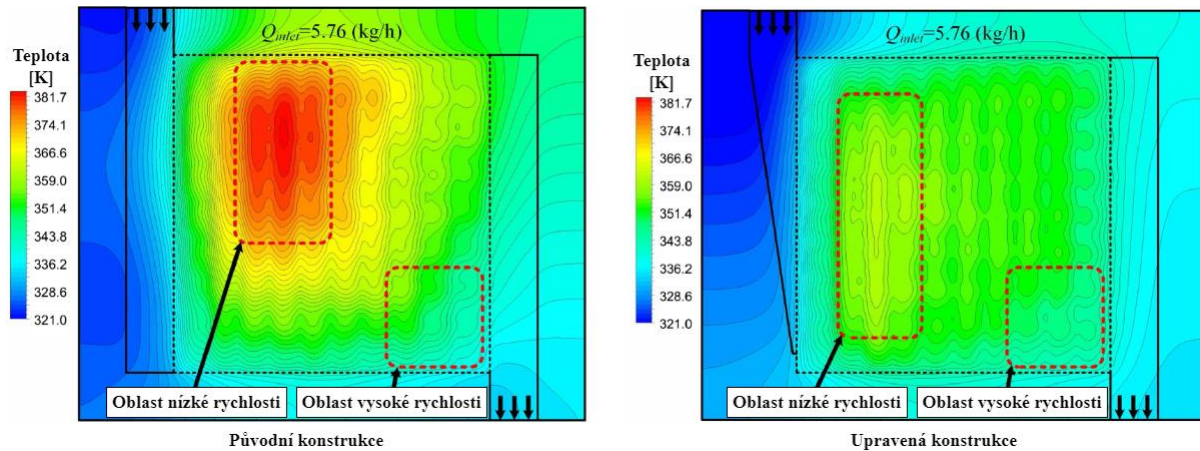 Q_inlet=5.76 (kg/h)
Teplota
[K]
381.7
374.1
366.6
359.0
351.4
343.8
336.2
328.6
321.0
Oblast nízké rychlosti
Oblast vysoké rychlosti
Původní konstrukce
Q_inlet=5.76 (kg/h)
Teplota
[K]
381.7
374.1
366.6
359.0
351.4
343.8
336.2
328.6
321.0
Oblast nízké rychlosti
Oblast vysoké rychlosti
Upravená konstrukce